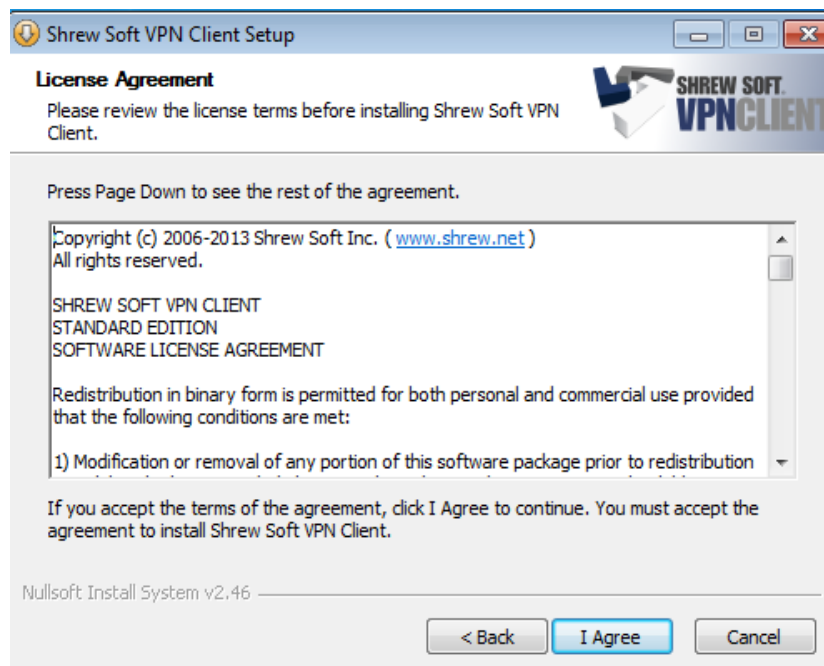 Shrew Soft VPN Client Setup
License Agreement
Please review the license terms before installing Shrew Soft VPN
Client.
SHREW SOFT.
VPNCLIENT
Press Page Down to see the rest of the agreement.
Copyright (c) 2006-2013 Shrew Soft Inc. ( www.shrew.net )
All rights reserved.
SHREW SOFT VPN CLIENT
STANDARD EDITION
SOFTWARE LICENSE AGREEMENT
Redistribution in binary form is permitted for both personal and commercial use provided
that the following conditions are met:
1) Modification or removal of any portion of this software package prior to redistribution
If you accept the terms of the agreement, click I Agree to continue. You must accept the
agreement to install Shrew Soft VPN Client.
Nullsoft Install System v2.46
< Back
I Agree
Cancel